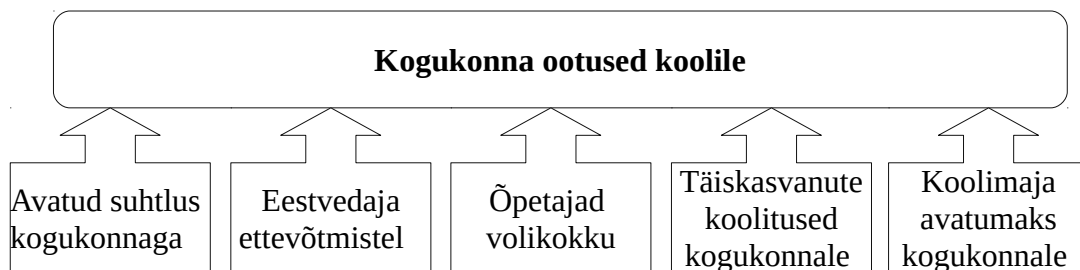 Kogukonna ootused koolile
Avatud suhtlus
kogukonnaga
Eestvedaja
ettevõtmistel
Õpetajad
volikokku
Täiskasvanute
koolitused
kogukonnale
Koolimaja
avatumaks
kogukonnale